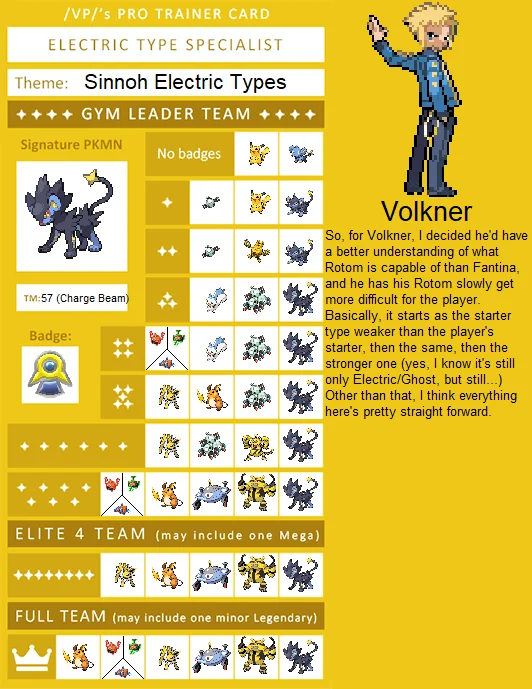 /VP/'s PRO TRAINER CARD
ELECTRIC TYPE SPECIALIST
Theme: Sinnoh Electric Types
GYM LEADER TEAM
Signature PKMN
No badges
TM:57 (Charge Beam)
Badge:
ELITE 4 TEAM (may include one Mega)
FULL TEAM (may include one minor Legendary)
Volkner
So, for Volkner, I decided he'd have
a better understanding of what
Rotom is capable of than Fantina,
and he has his Rotom slowly get
more difficult for the player.
Basically, it starts as the starter
type weaker than the player's
starter, then the same, then the
stronger one (yes, I know it's still
only Electric/Ghost, but still...)
Other than that, I think everything
here's pretty straight forward.